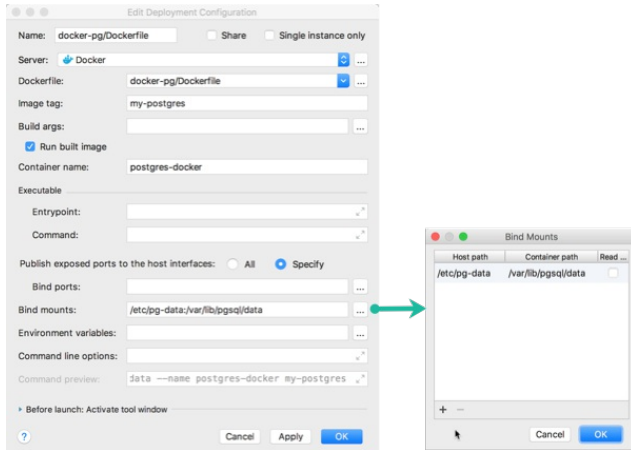 Edit Deployment Configuration
Name: docker-pg/Dockerfile Share Single instance only
Server: Docker ...
Dockerfile: docker-pg/Dockerfile ...
Image tag: my-postgres
Build args: ...
Run built image
Container name: postgres-docker
Executable
Entrypoint:
Command:
Publish exposed ports to the host interfaces: All Specify
Bind ports: ...
Bind mounts: /etc/pg-data:/var/lib/pgsql/data ...
Environment variables: ...
Command line options:
Command preview: data --name postgres-docker my-postgres
Before launch: Activate tool window
? Cancel Apply OK
Bind Mounts
Host path Container path Read ...
/etc/pg-data /var/lib/pgsql/data
+ −
Cancel OK